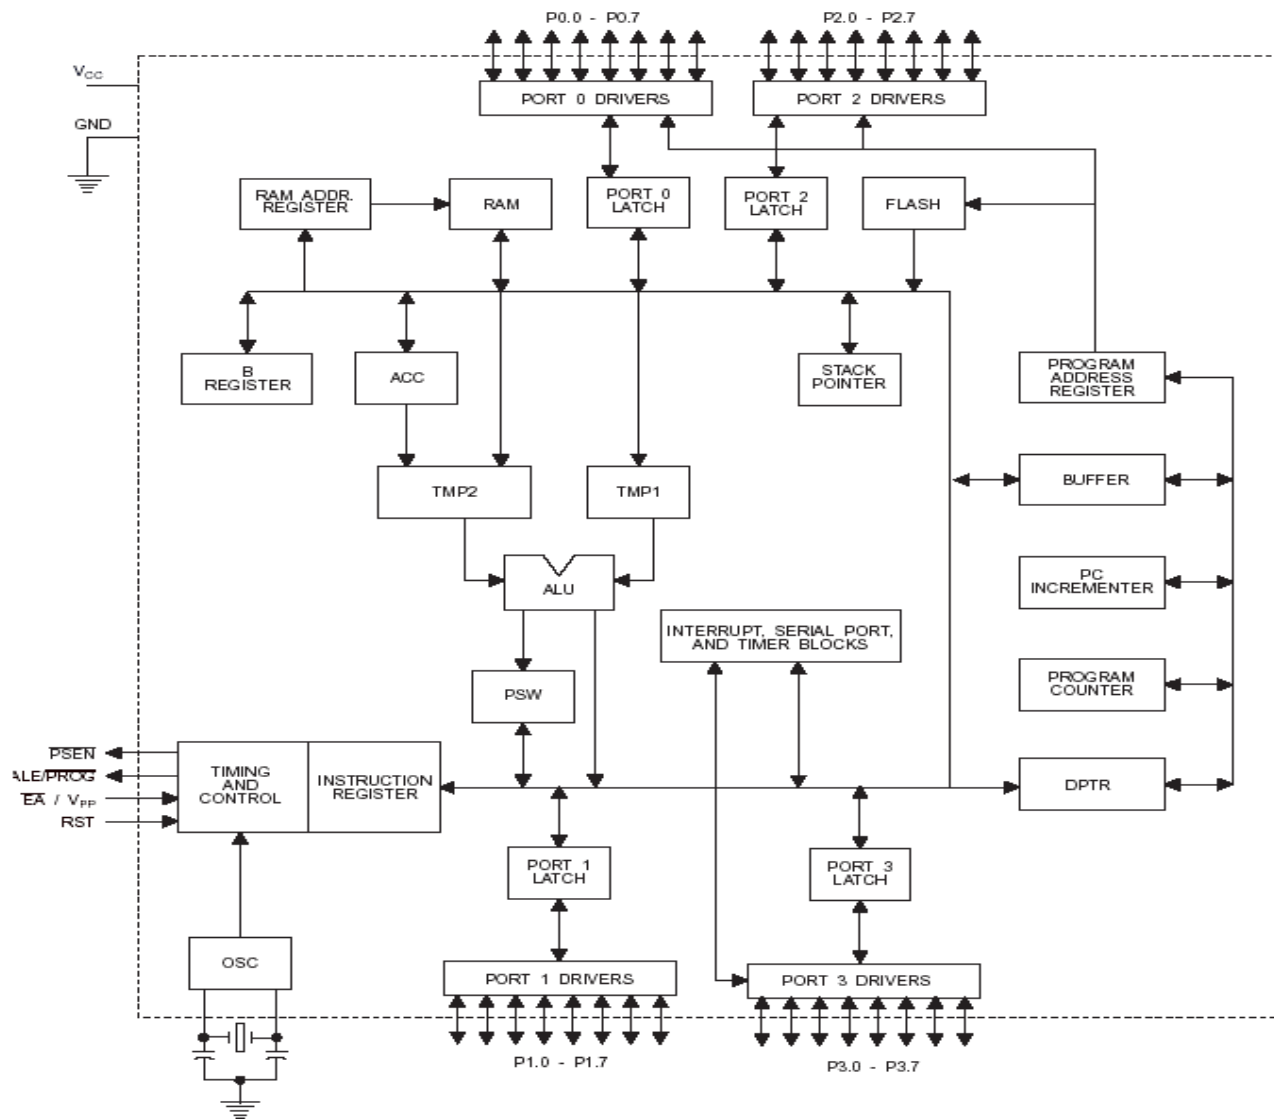 P0.0 - P0.7
P2.0 - P2.7
VCC
GND
PORT 0 DRIVERS
PORT 2 DRIVERS
RAM ADDR.
REGISTER
RAM
PORT 0
LATCH
PORT 2
LATCH
FLASH
B
REGISTER
ACC
STACK
POINTER
PROGRAM
ADDRESS
REGISTER
TMP2
TMP1
BUFFER
ALU
PC
INCREMENTER
INTERRUPT, SERIAL PORT,
AND TIMER BLOCKS
PSW
PROGRAM
COUNTER
PSEN
ALE/PROG
EA / VPP
RST
TIMING
AND
CONTROL
INSTRUCTION
REGISTER
DPTR
PORT 1
LATCH
PORT 3
LATCH
OSC
PORT 1 DRIVERS
PORT 3 DRIVERS
P1.0 - P1.7
P3.0 - P3.7